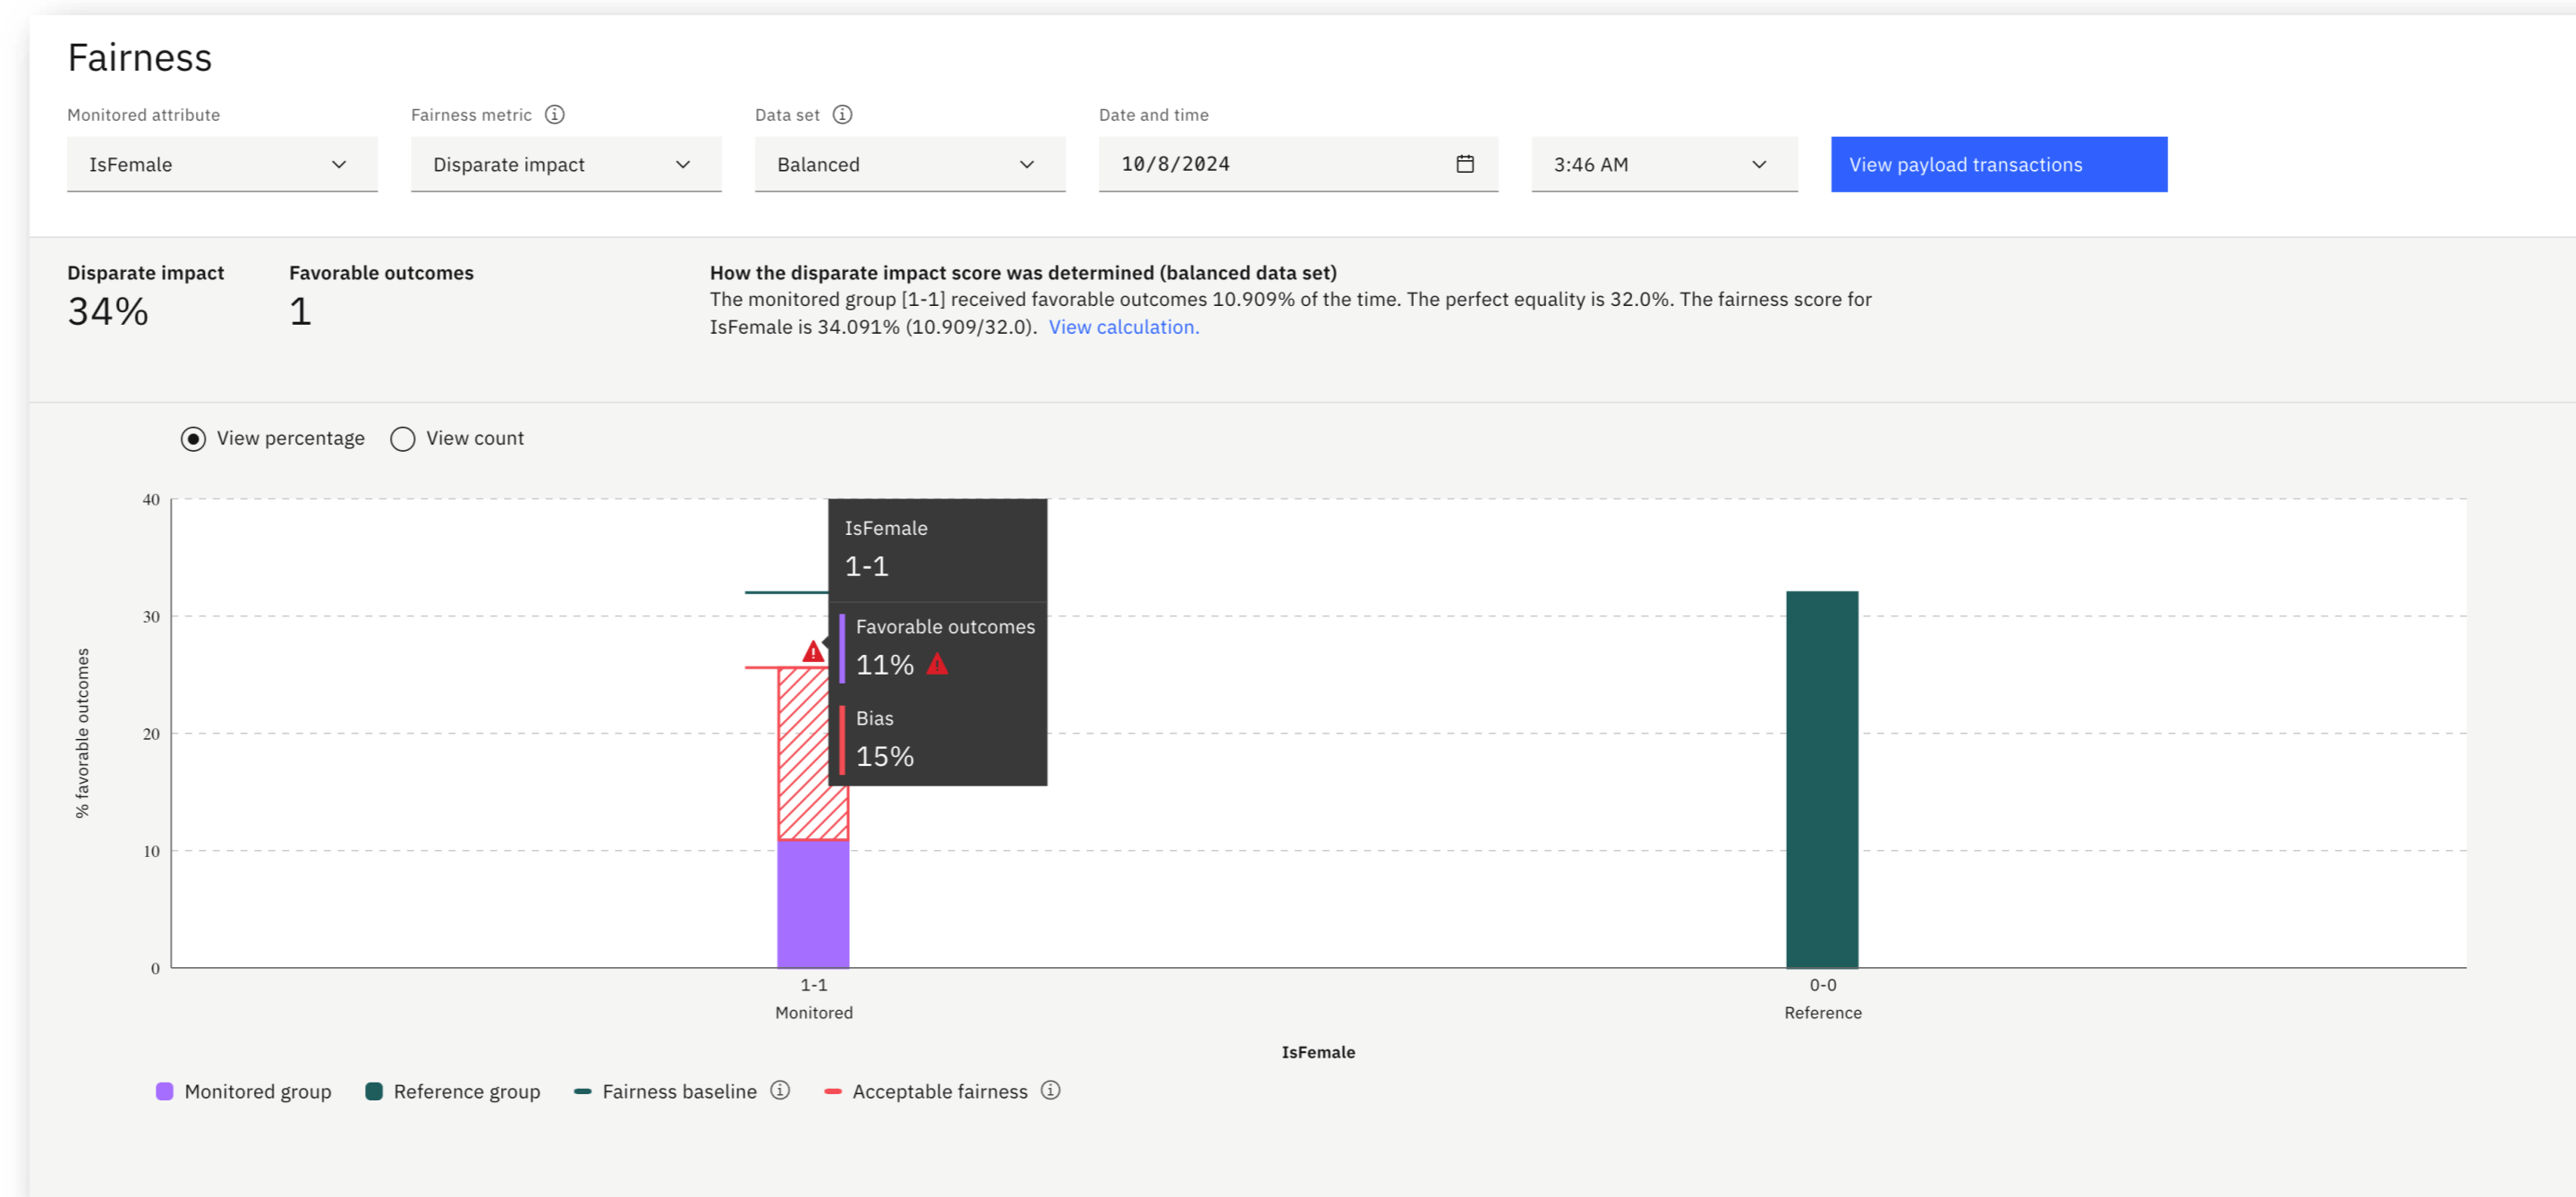 Fairness
Monitored attribute
Fairness metric
Data set
Date and time
IsFemale
Disparate impact
Balanced
10/8/2024
3:46 AM
View payload transactions
Disparate impact
34%
Favorable outcomes
1
How the disparate impact score was determined (balanced data set)
The monitored group [1-1] received favorable outcomes 10.909% of the time. The perfect equality is 32.0%. The fairness score for
IsFemale is 34.091% (10.909/32.0). View calculation.
View percentage
View count
% favorable outcomes
40
30
20
10
0
IsFemale
1-1
Favorable outcomes
11%
Bias
15%
1-1
Monitored
0-0
Reference
IsFemale
Monitored group
Reference group
Fairness baseline
Acceptable fairness